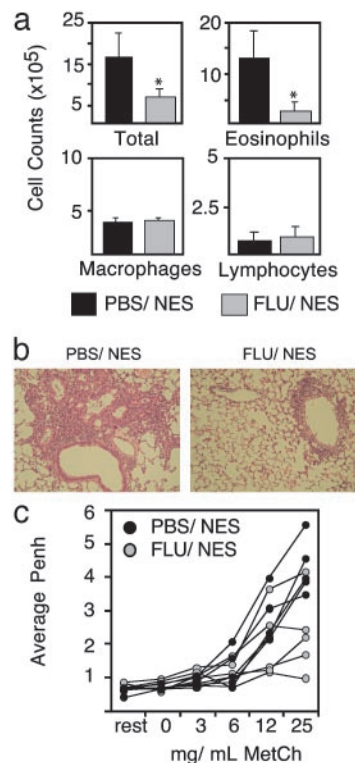 a
Cell Counts (x10⁵)
25
15
5
*
Total
20
10
*
Eosinophils
10
5
Macrophages
2.5
Lymphocytes
PBS/ NES
FLU/ NES
b
PBS/ NES
FLU/ NES
c
Average Penh
6
5
4
3
2
1
PBS/ NES
FLU/ NES
rest 0 3 6 12 25
mg/ mL MetCh